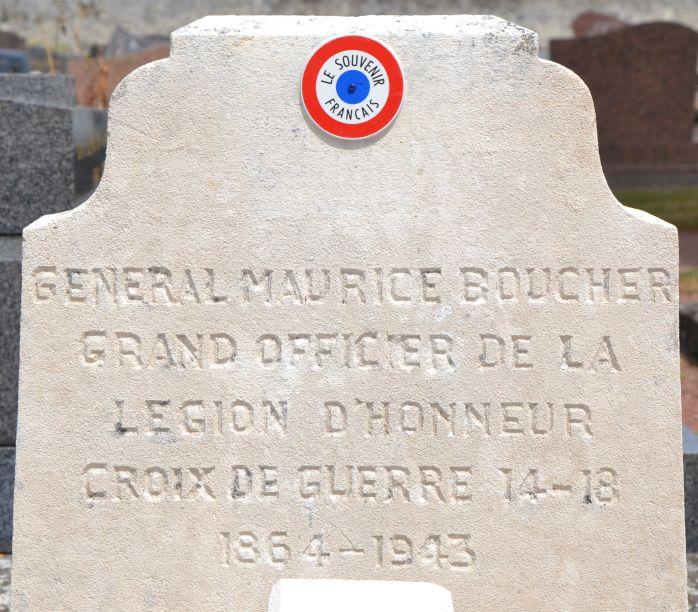 LE SOUVENIR
FRANCAIS
GENERAL MAURICE BOUCHER
GRAND OFFICIER DE LA
LEGION D'HONNEUR
CROIX DE GUERRE 14-18
1864-1943